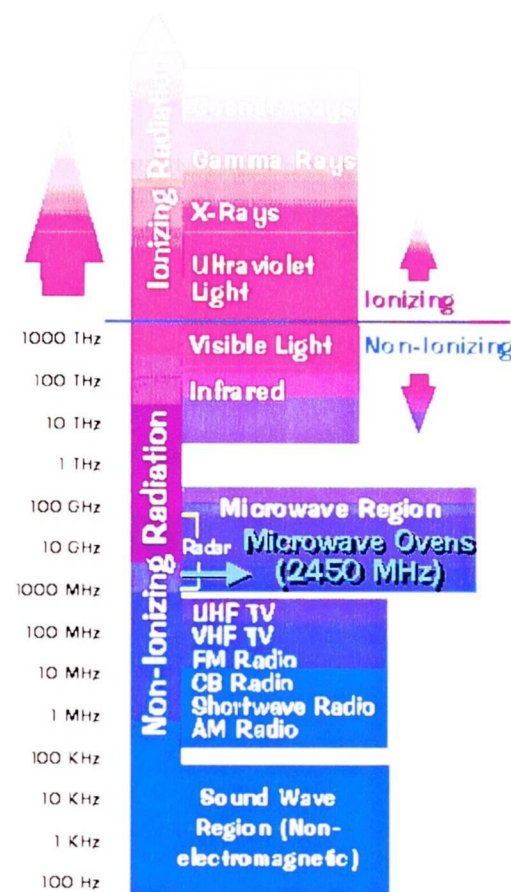 Ionizing Radiation
Cosmic Rays
Gamma Rays
X-Rays
Ultraviolet
Light
Ionizing
1000 THz
Visible Light
Non-Ionizing
100 THz
Infrared
10 THz
1 THz
Non-Ionizing Radiation
100 GHz
Microwave Region
10 GHz
Radar
Microwave Ovens
(2450 MHz)
1000 MHz
UHF TV
100 MHz
VHF TV
FM Radio
10 MHz
CB Radio
Shortwave Radio
1 MHz
AM Radio
100 KHz
10 KHz
Sound Wave
Region (Non-
electromagnetic)
1 KHz
100 Hz